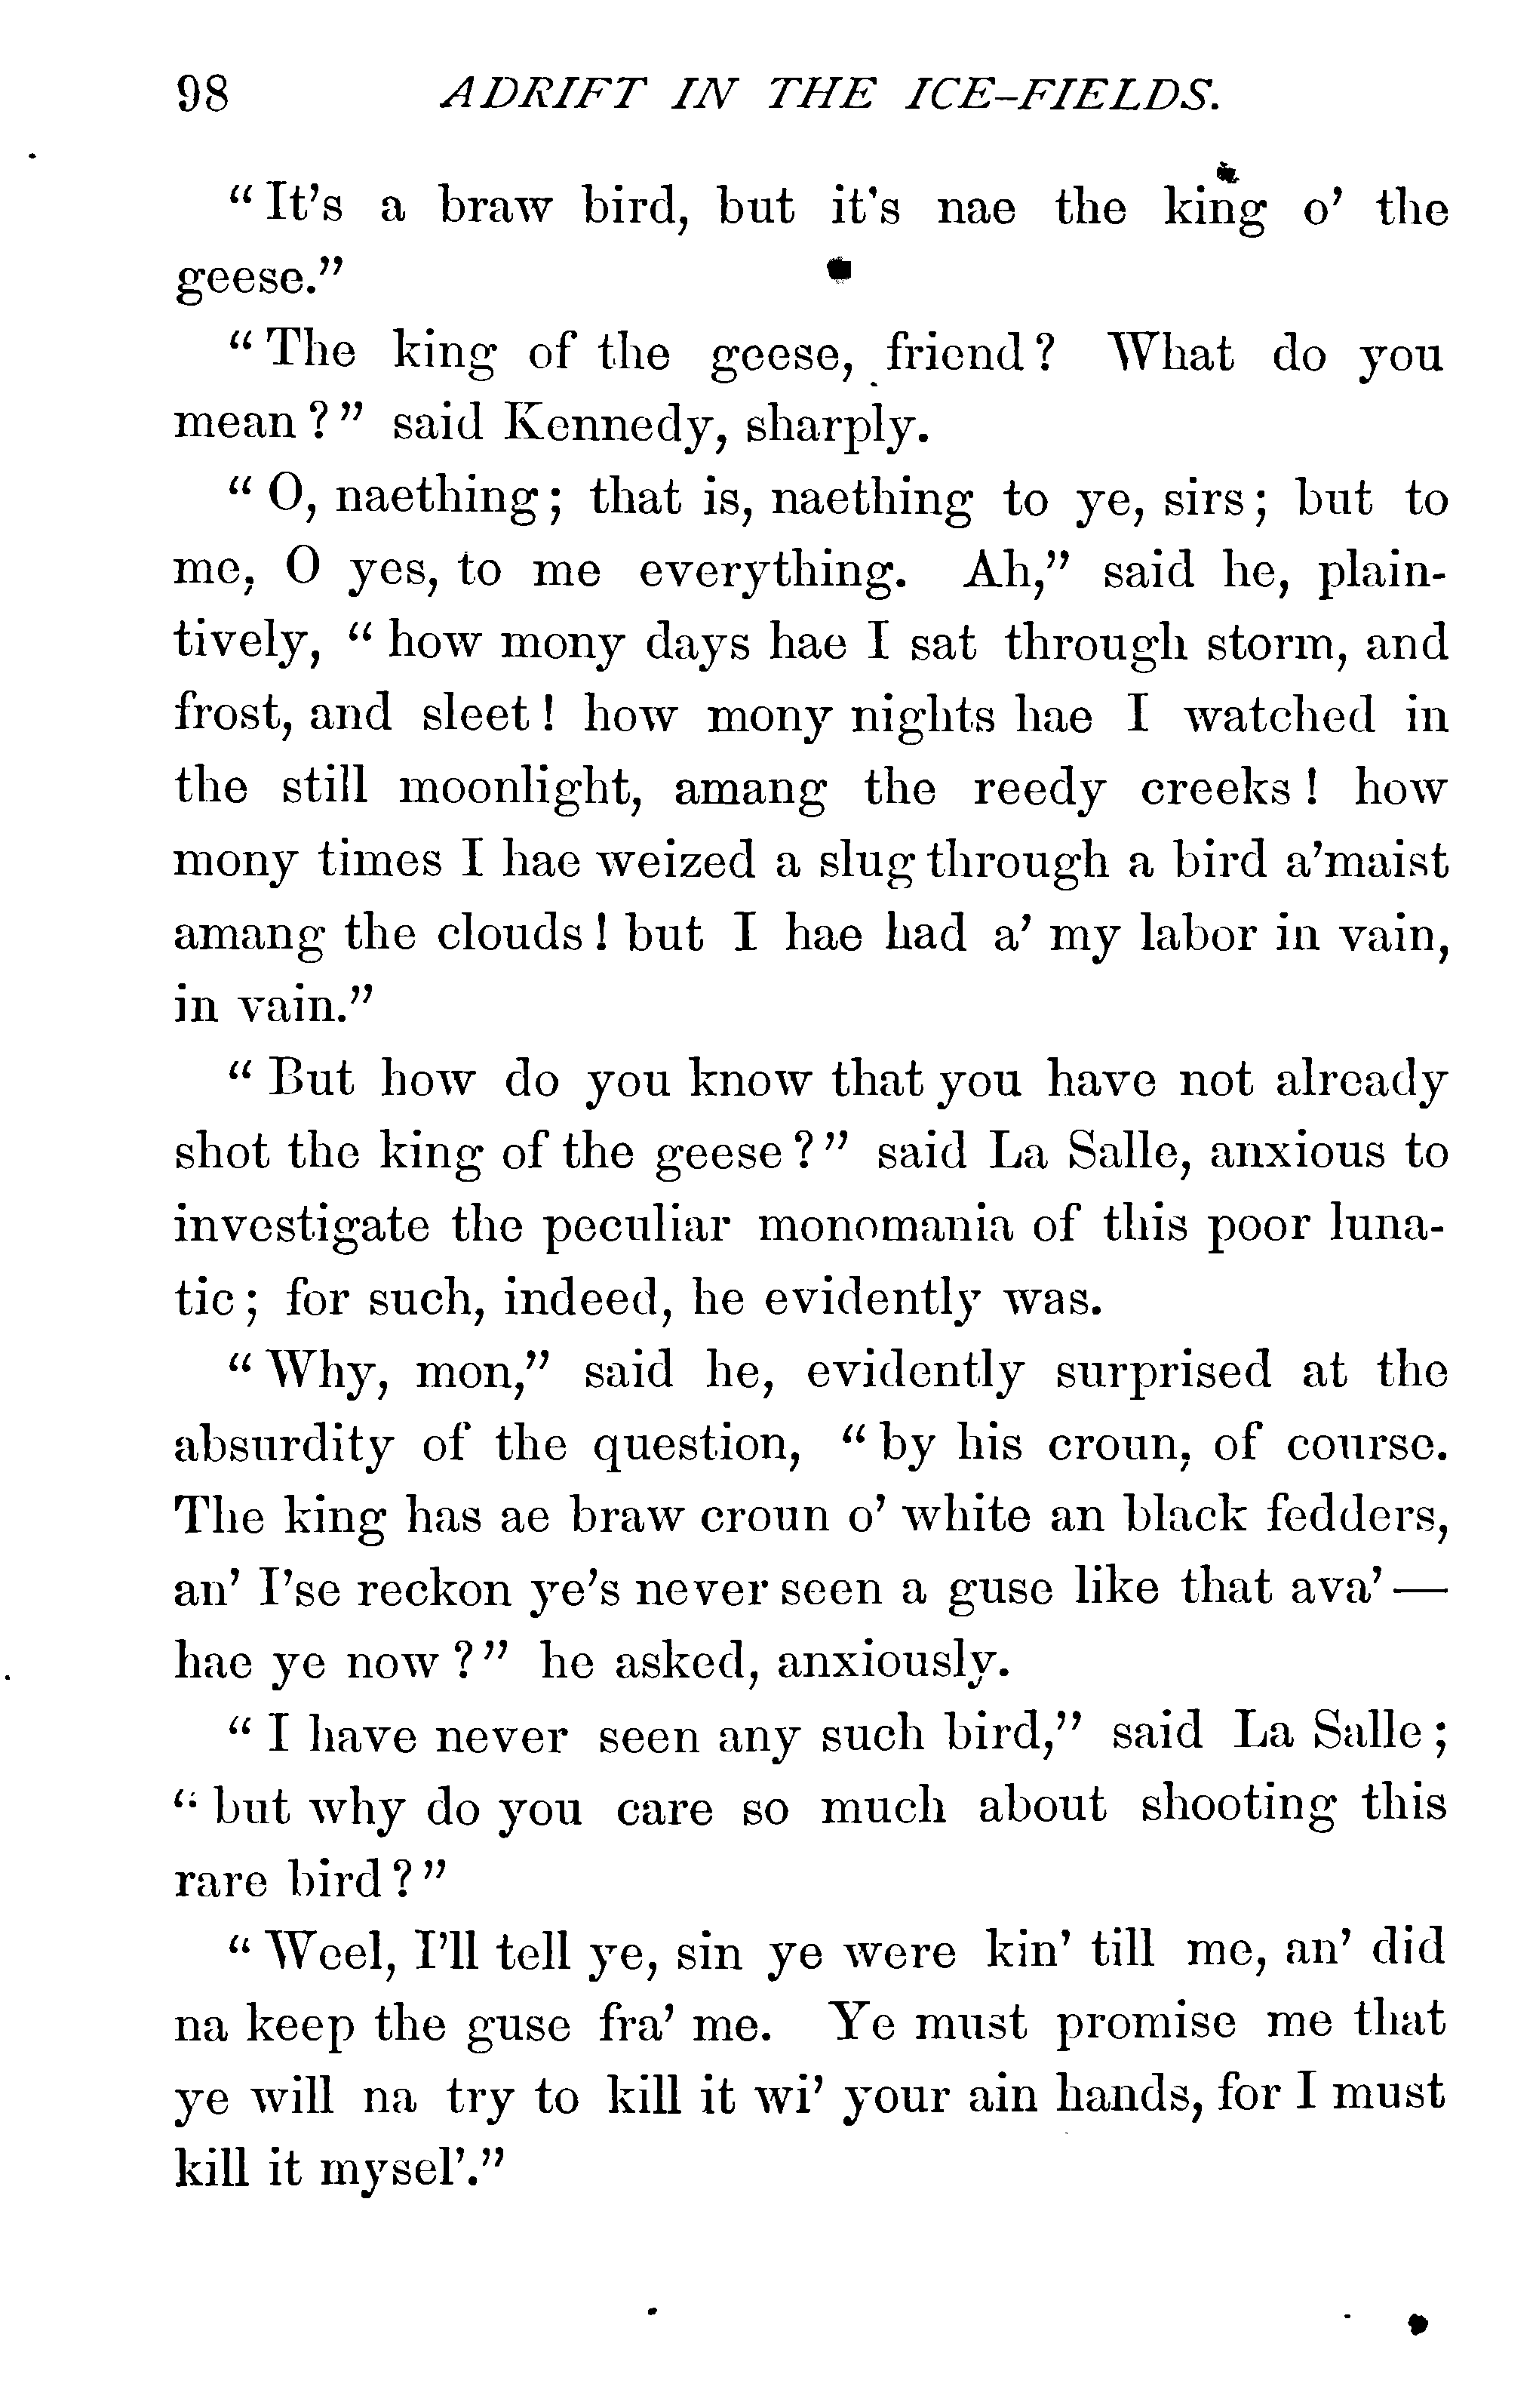 98 ADRIFT IN THE ICE-FIELDS.
"It's a braw bird, but it's nae the king o' the
geese."
"The king of the geese, friend? What do you
mean?" said Kennedy, sharply.
"O, naething; that is, naething to ye, sirs; but to
me, O yes, to me everything. Ah," said he, plain-
tively, "how mony days hae I sat through storm, and
frost, and sleet! how mony nights hae I watched in
the still moonlight, amang the reedy creeks! how
mony times I hae weized a slug through a bird a'maist
amang the clouds! but I hae had a' my labor in vain,
in vain."
"But how do you know that you have not already
shot the king of the geese?" said La Salle, anxious to
investigate the peculiar monomania of this poor luna-
tic; for such, indeed, he evidently was.
"Why, mon," said he, evidently surprised at the
absurdity of the question, "by his croun, of course.
The king has ae braw croun o' white an black fedders,
an' I'se reckon ye's never seen a guse like that ava'—
hae ye now?" he asked, anxiously.
"I have never seen any such bird," said La Salle;
"but why do you care so much about shooting this
rare bird?"
"Weel, I'll tell ye, sin ye were kin' till me, an' did
na keep the guse fra' me. Ye must promise me that
ye will na try to kill it wi' your ain hands, for I must
kill it mysel'."